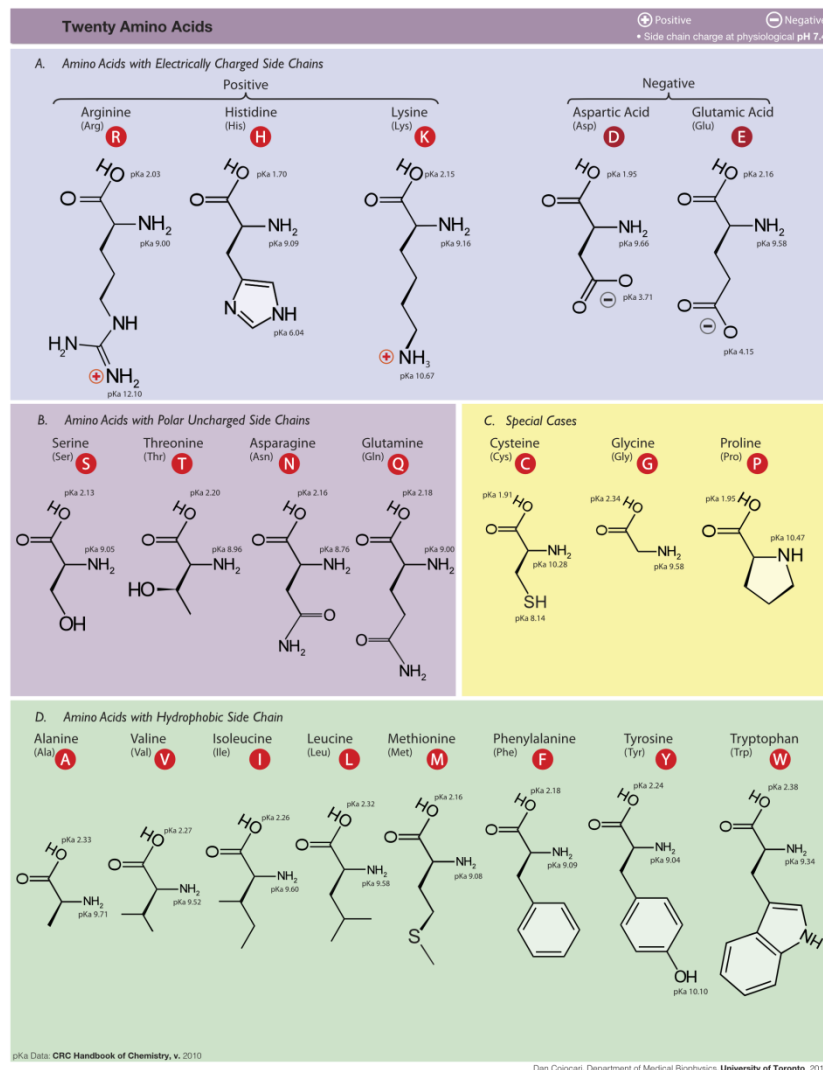 Twenty Amino Acids
+ Positive − Negative
• Side chain charge at physiological pH 7.4
A. Amino Acids with Electrically Charged Side Chains
Positive
Negative
Arginine Histidine Lysine Aspartic Acid Glutamic Acid
(Arg) R (His) H (Lys) K (Asp) D (Glu) E
HO pKa 2.03 HO pKa 1.70 HO pKa 2.15 HO pKa 1.95 HO pKa 2.16
O O O O O
NH2 NH2 NH2 NH2 NH2
pKa 9.00 pKa 9.09 pKa 9.16 pKa 9.66 pKa 9.58
NH N NH O O − pKa 3.71 O
pKa 6.04
H2N + NH3 − O
+ NH2 pKa 10.67 pKa 4.15
pKa 12.10
B. Amino Acids with Polar Uncharged Side Chains
Serine Threonine Asparagine Glutamine
(Ser) S (Thr) T (Asn) N (Gln) Q
pKa 2.13 pKa 2.20 pKa 2.16 pKa 2.18
HO HO HO HO
O pKa 9.05 O pKa 8.96 O pKa 8.76 O pKa 9.00
NH2 NH2 NH2 NH2
HO
OH O O
NH2 NH2
C. Special Cases
Cysteine Glycine Proline
(Cys) C (Gly) G (Pro) P
pKa 1.91 HO pKa 2.34 HO pKa 1.95 HO
O O O pKa 10.47
NH2 NH2 NH
pKa 10.28 pKa 9.58
SH
pKa 8.14
D. Amino Acids with Hydrophobic Side Chain
Alanine Valine Isoleucine Leucine Methionine Phenylalanine Tyrosine Tryptophan
(Ala) A (Val) V (Ile) I (Leu) L (Met) M (Phe) F (Tyr) Y (Trp) W
pKa 2.33 pKa 2.27 pKa 2.26 pKa 2.32 pKa 2.16 pKa 2.18 pKa 2.24 pKa 2.38
HO HO HO HO HO HO HO HO
O O O O O O O O
NH2 NH2 NH2 NH2 NH2 NH2 NH2 NH2
pKa 9.71 pKa 9.52 pKa 9.60 pKa 9.58 pKa 9.08 pKa 9.09 pKa 9.04 pKa 9.34
S OH NH
pKa 10.10
pKa Data: CRC Handbook of Chemistry, v. 2010
Dan Cojocari, Department of Medical Biophysics, University of Toronto, 201